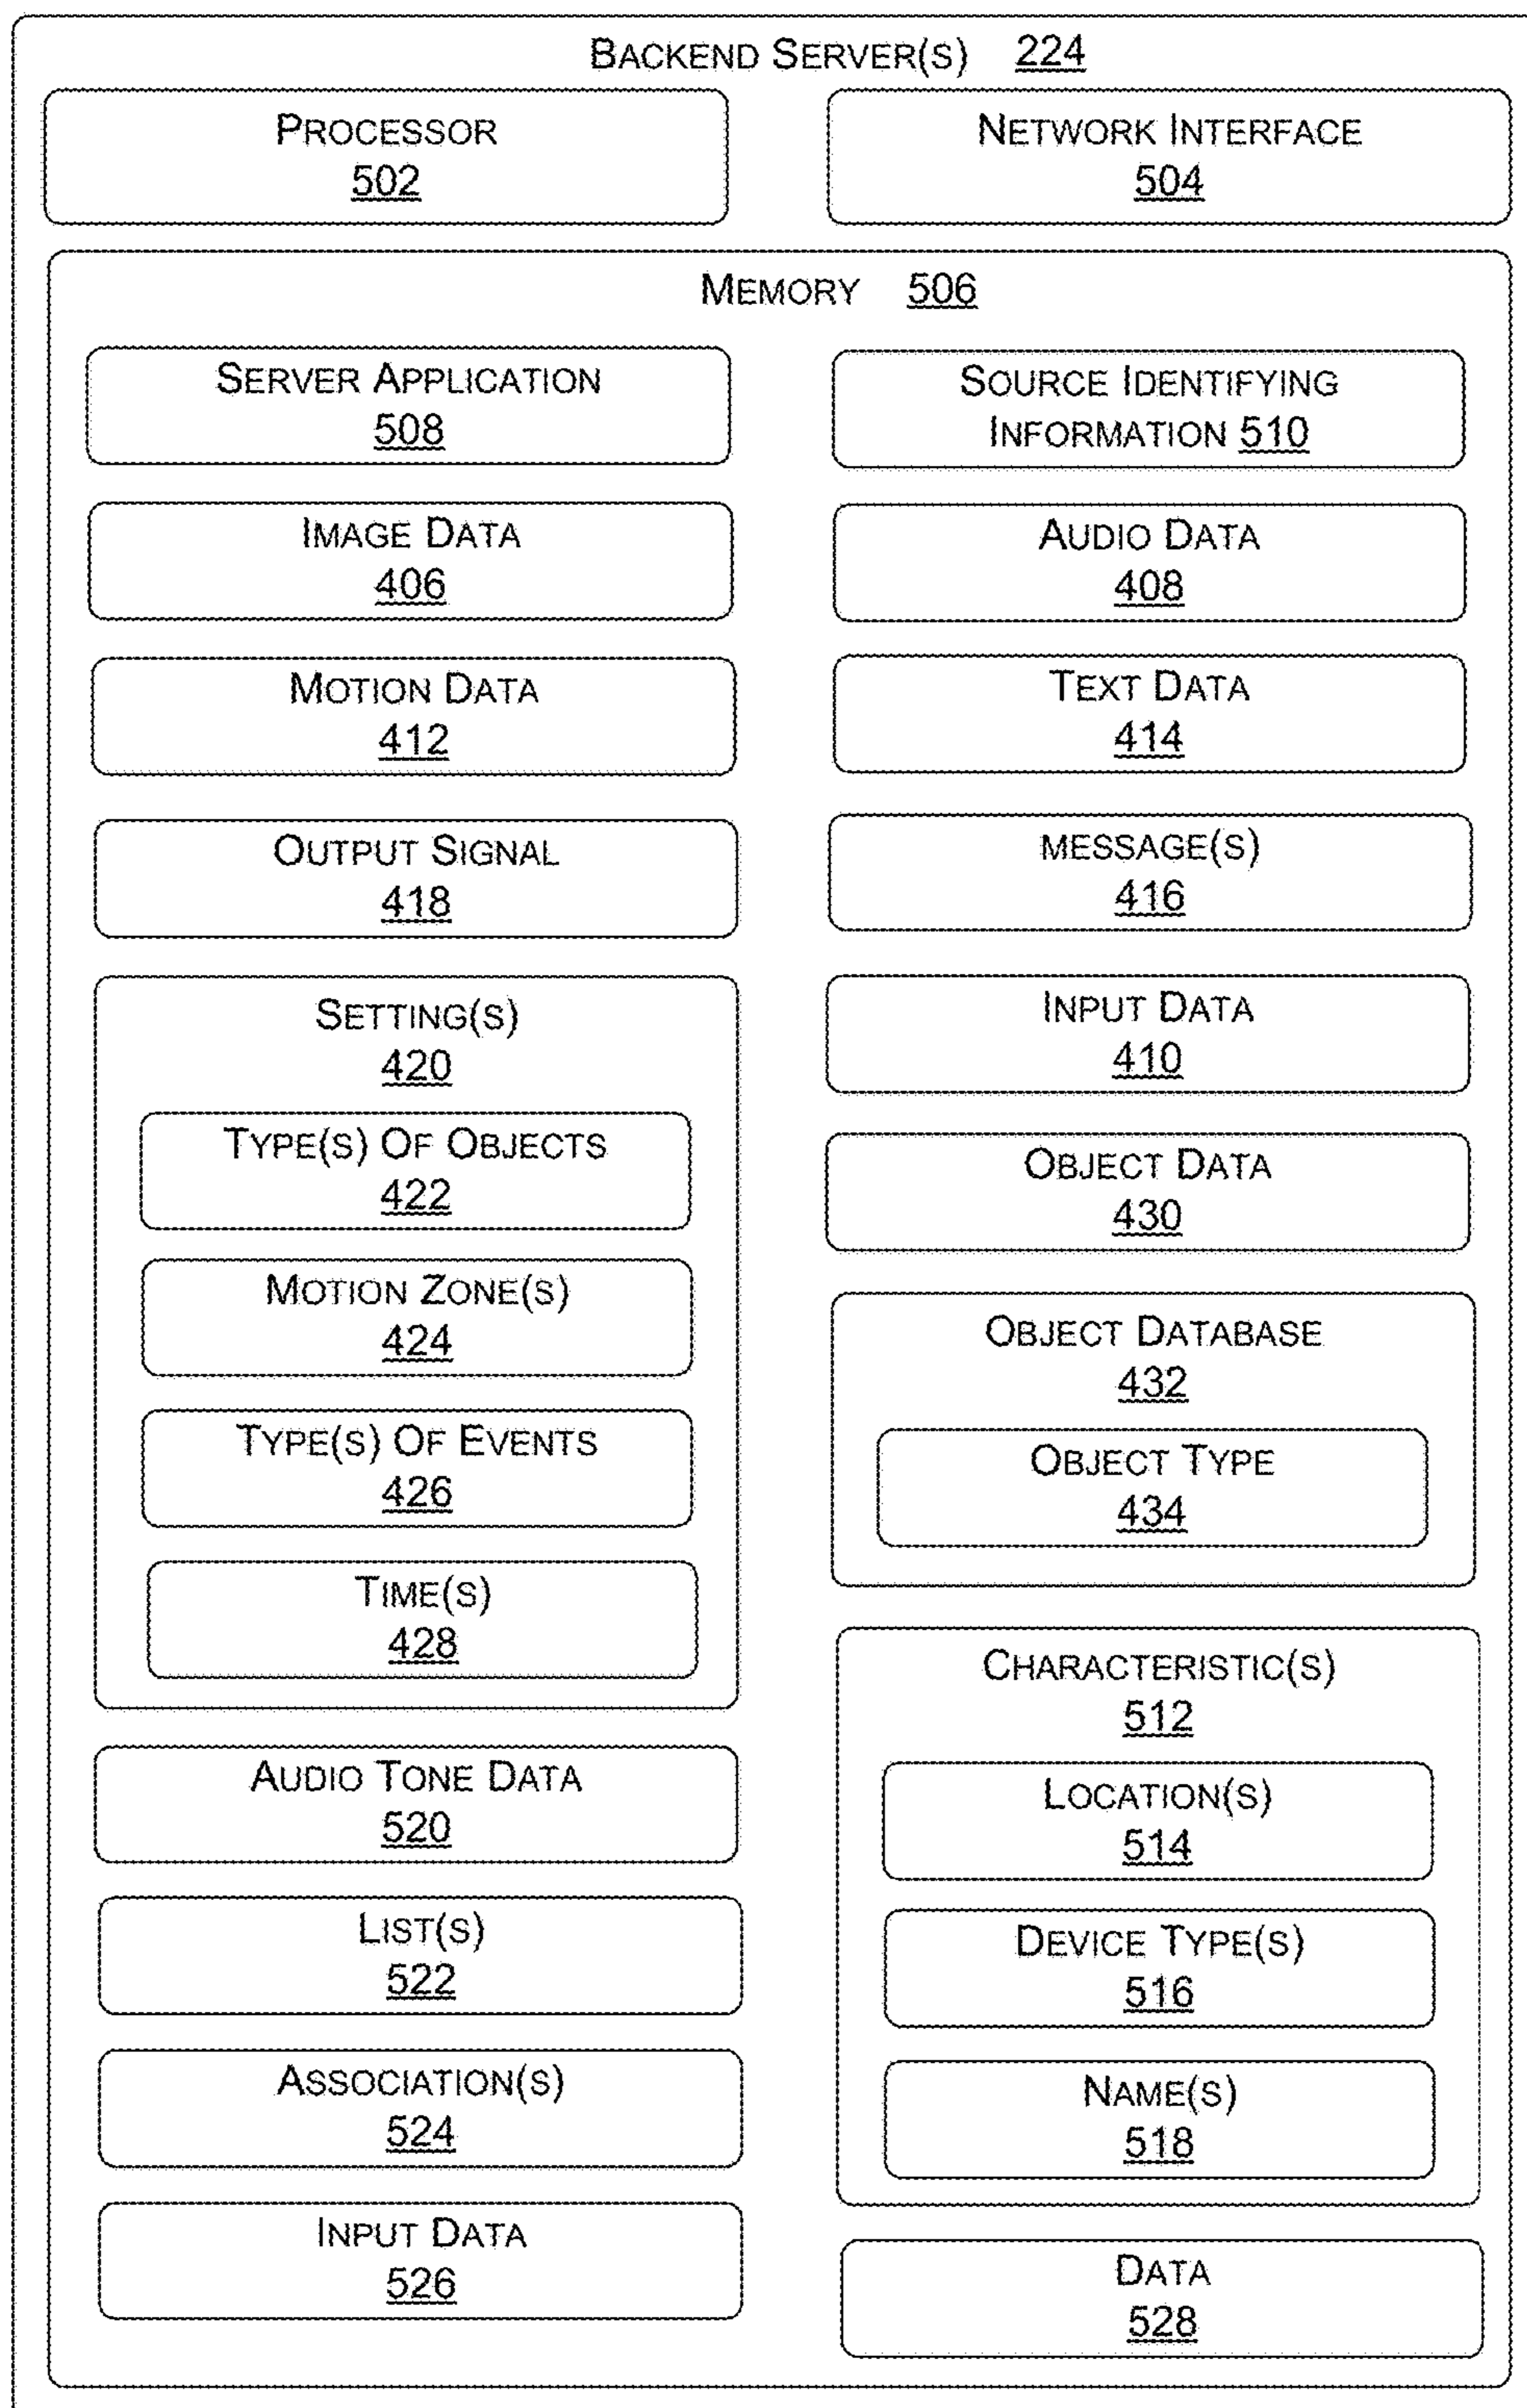 BACKEND SERVER(S) 224
PROCESSOR
502
NETWORK INTERFACE
504
MEMORY 506
SERVER APPLICATION
508
SOURCE IDENTIFYING
INFORMATION 510
IMAGE DATA
406
AUDIO DATA
408
MOTION DATA
412
TEXT DATA
414
OUTPUT SIGNAL
418
MESSAGE(S)
416
SETTING(S)
420
TYPE(S) OF OBJECTS
422
MOTION ZONE(S)
424
TYPE(S) OF EVENTS
426
TIME(S)
428
INPUT DATA
410
OBJECT DATA
430
OBJECT DATABASE
432
OBJECT TYPE
434
AUDIO TONE DATA
520
LIST(S)
522
ASSOCIATION(S)
524
INPUT DATA
526
CHARACTERISTIC(S)
512
LOCATION(S)
514
DEVICE TYPE(S)
516
NAME(S)
518
DATA
528